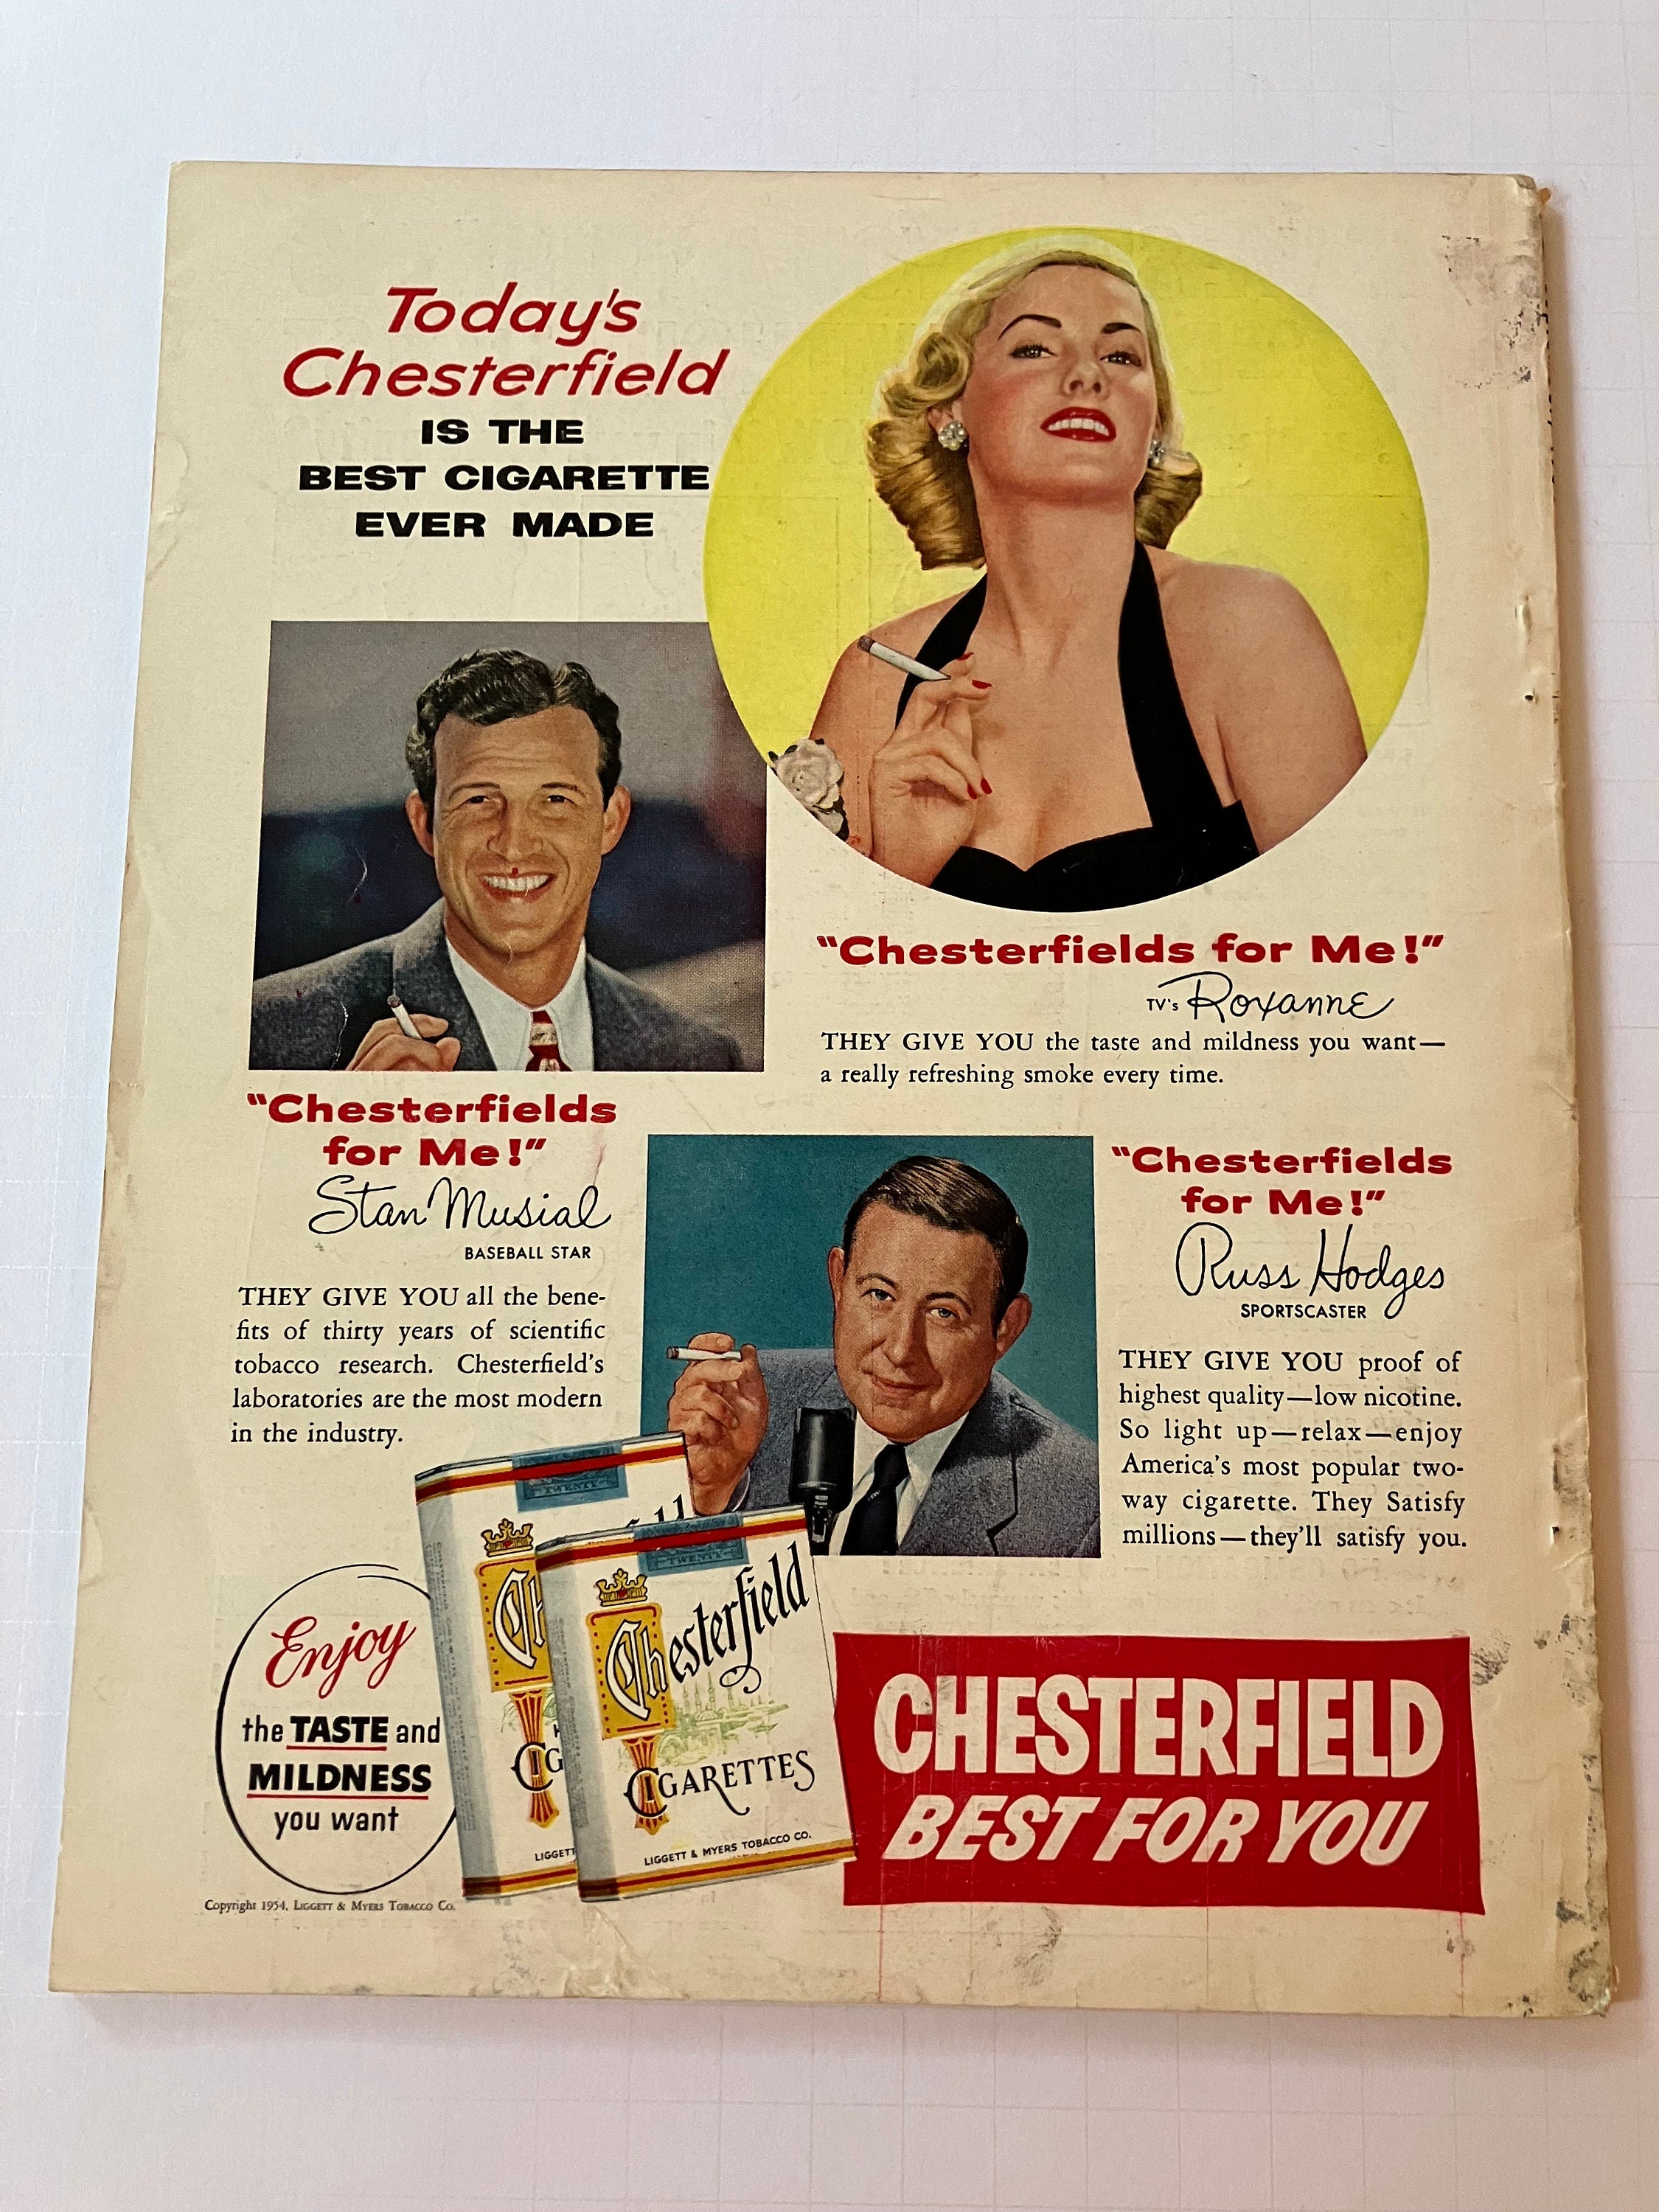 Today's
Chesterfield
IS THE
BEST CIGARETTE
EVER MADE
"Chesterfields for Me!"
TV's Roxanne
THEY GIVE YOU the taste and mildness you want—
a really refreshing smoke every time.
"Chesterfields
for Me!"
Stan Musial
BASEBALL STAR
THEY GIVE YOU all the bene-
fits of thirty years of scientific
tobacco research. Chesterfield's
laboratories are the most modern
in the industry.
"Chesterfields
for Me!"
Russ Hodges
SPORTSCASTER
THEY GIVE YOU proof of
highest quality—low nicotine.
So light up—relax—enjoy
America's most popular two-
way cigarette. They Satisfy
millions—they'll satisfy you.
Enjoy
the TASTE and
MILDNESS
you want
TWENTY
LIGGETT
TWENTY
Chesterfield
CIGARETTES
LIGGETT & MYERS TOBACCO CO.
CHESTERFIELD
BEST FOR YOU
Copyright 1954, LIGGETT & MYERS TOBACCO CO.